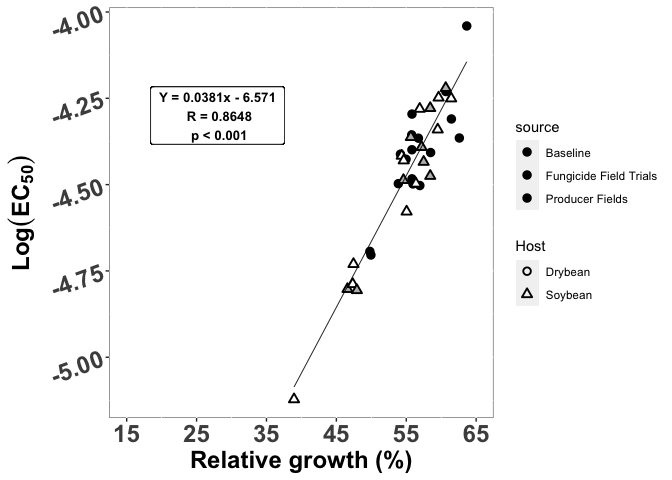 -4.00
-4.25
-4.50
-4.75
-5.00
Log(EC50)
Y = 0.0381x - 6.571
R = 0.8648
p < 0.001
15 25 35 45 55 65
Relative growth (%)
source
Baseline
Fungicide Field Trials
Producer Fields
Host
Drybean
Soybean